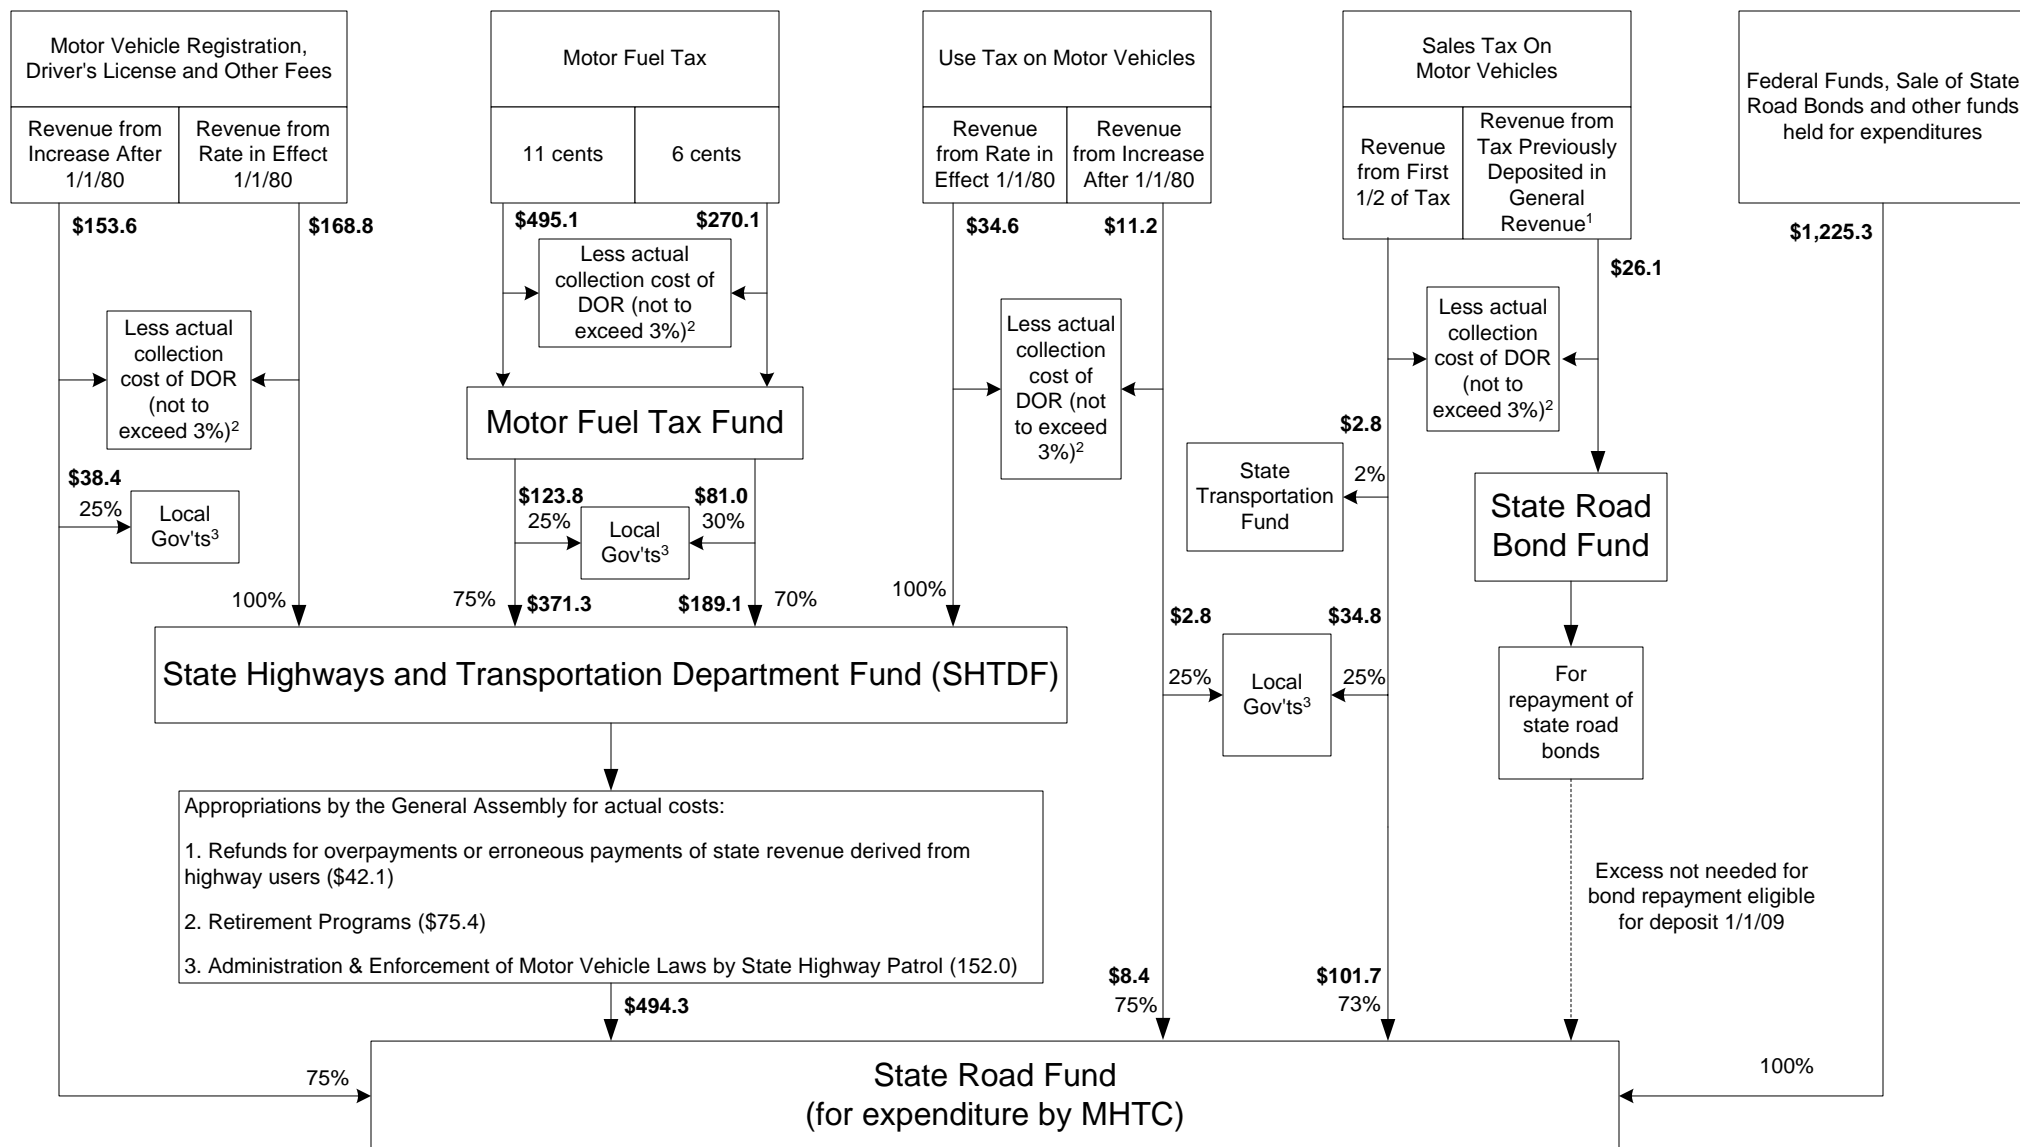 Motor Vehicle Registration,
Driver's License and Other Fees
Revenue from
Increase After
1/1/80
Revenue from
Rate in Effect
1/1/80
Motor Fuel Tax
11 cents
6 cents
Use Tax on Motor Vehicles
Revenue
from Rate in
Effect 1/1/80
Revenue
from Increase
After 1/1/80
Sales Tax On
Motor Vehicles
Revenue
from First
1/2 of Tax
Revenue from
Tax Previously
Deposited in
General
Revenue¹
Federal Funds, Sale of State
Road Bonds and other funds
held for expenditures
$153.6
$168.8
$495.1
$270.1
$34.6
$11.2
$26.1
$1,225.3
Less actual
collection
cost of DOR
(not to
exceed 3%)²
Less actual
collection cost of
DOR (not to
exceed 3%)²
Less actual
collection
cost of
DOR (not
to exceed
3%)²
Less actual
collection
cost of DOR
(not to
exceed 3%)²
Motor Fuel Tax Fund
$38.4
25%
Local
Gov'ts³
$123.8
25%
Local
Gov'ts³
$81.0
30%
$2.8
2%
State
Transportation
Fund
State Road
Bond Fund
100%
75%
$371.3
$189.1
70%
100%
$2.8
25%
Local
Gov'ts³
$34.8
25%
State Highways and Transportation Department Fund (SHTDF)
For
repayment of
state road
bonds
Appropriations by the General Assembly for actual costs:
1. Refunds for overpayments or erroneous payments of state revenue derived from
highway users ($42.1)
2. Retirement Programs ($75.4)
3. Administration & Enforcement of Motor Vehicle Laws by State Highway Patrol (152.0)
Excess not needed for
bond repayment eligible
for deposit 1/1/09
$494.3
$8.4
75%
$101.7
73%
75%
100%
State Road Fund
(for expenditure by MHTC)